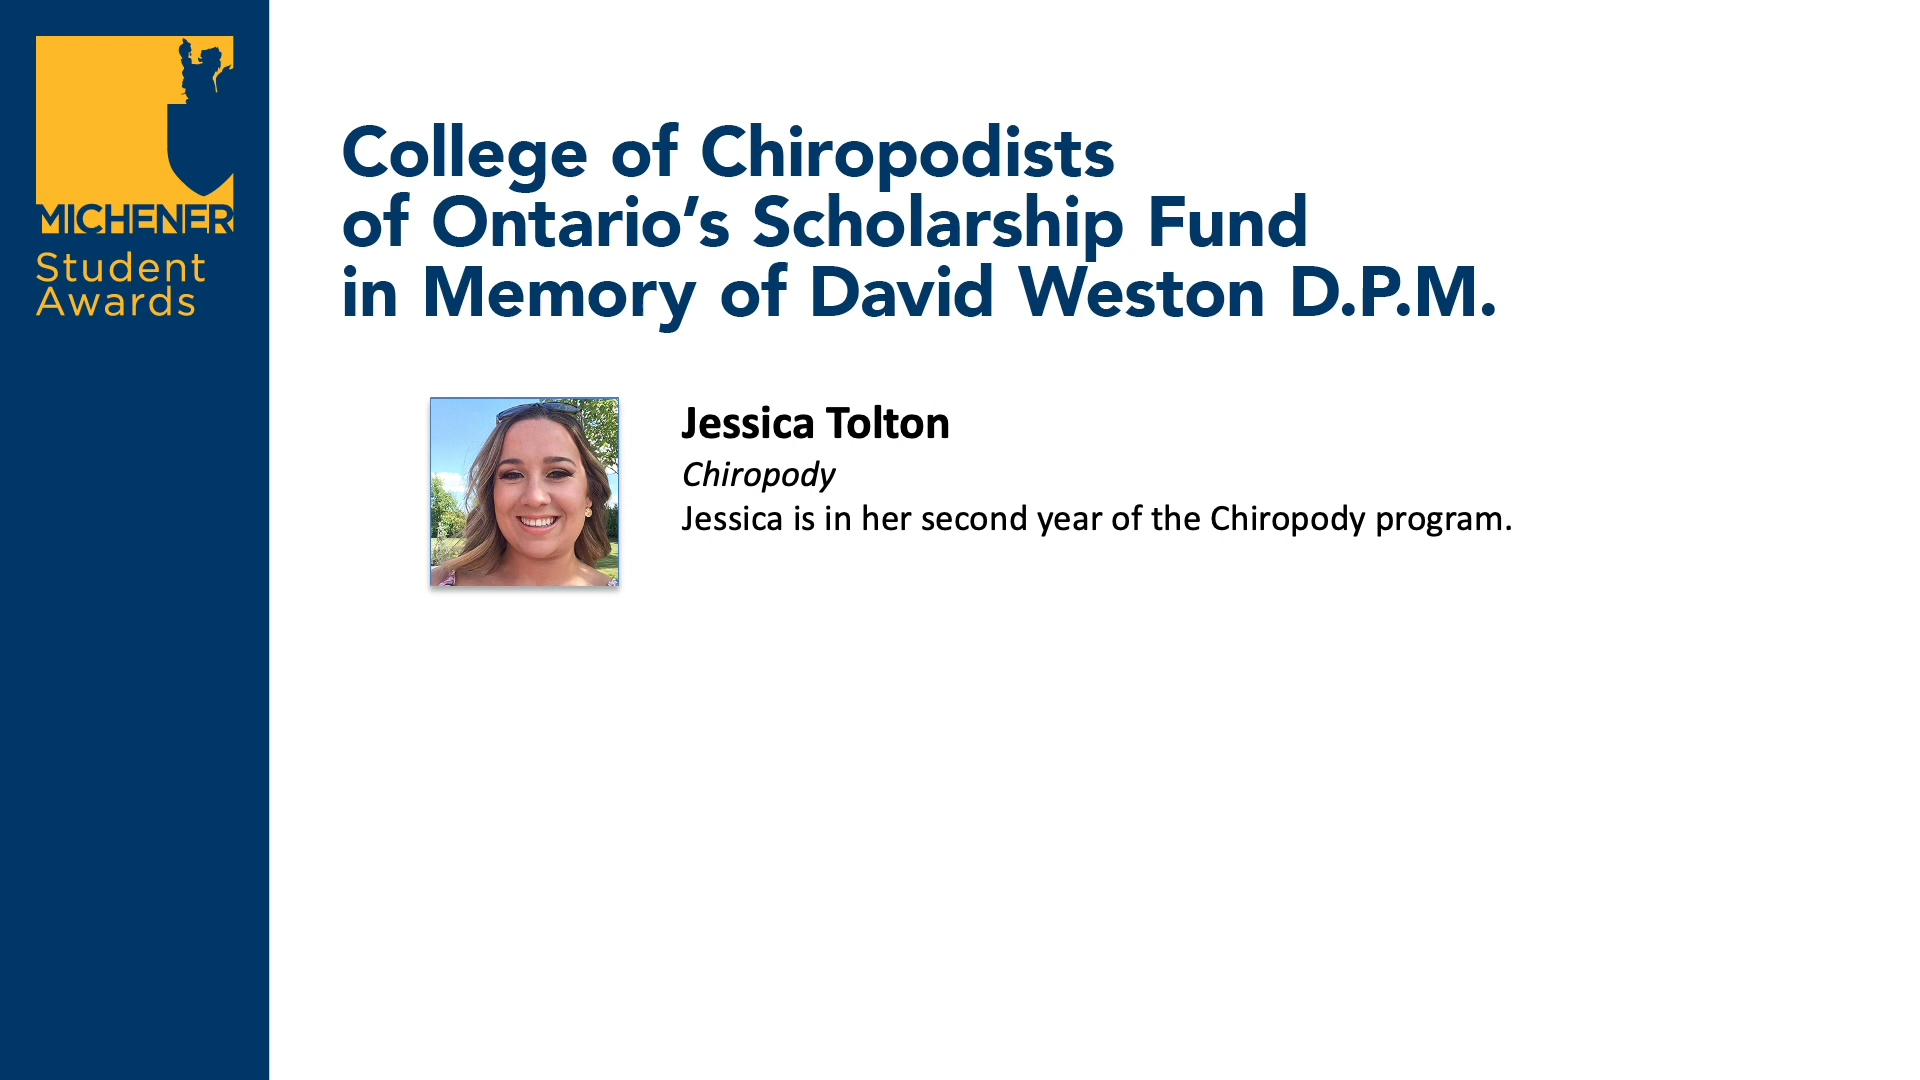 MICHENER
Student
Awards
College of Chiropodists
of Ontario’s Scholarship Fund
in Memory of David Weston D.P.M.
Jessica Tolton
Chiropody
Jessica is in her second year of the Chiropody program.